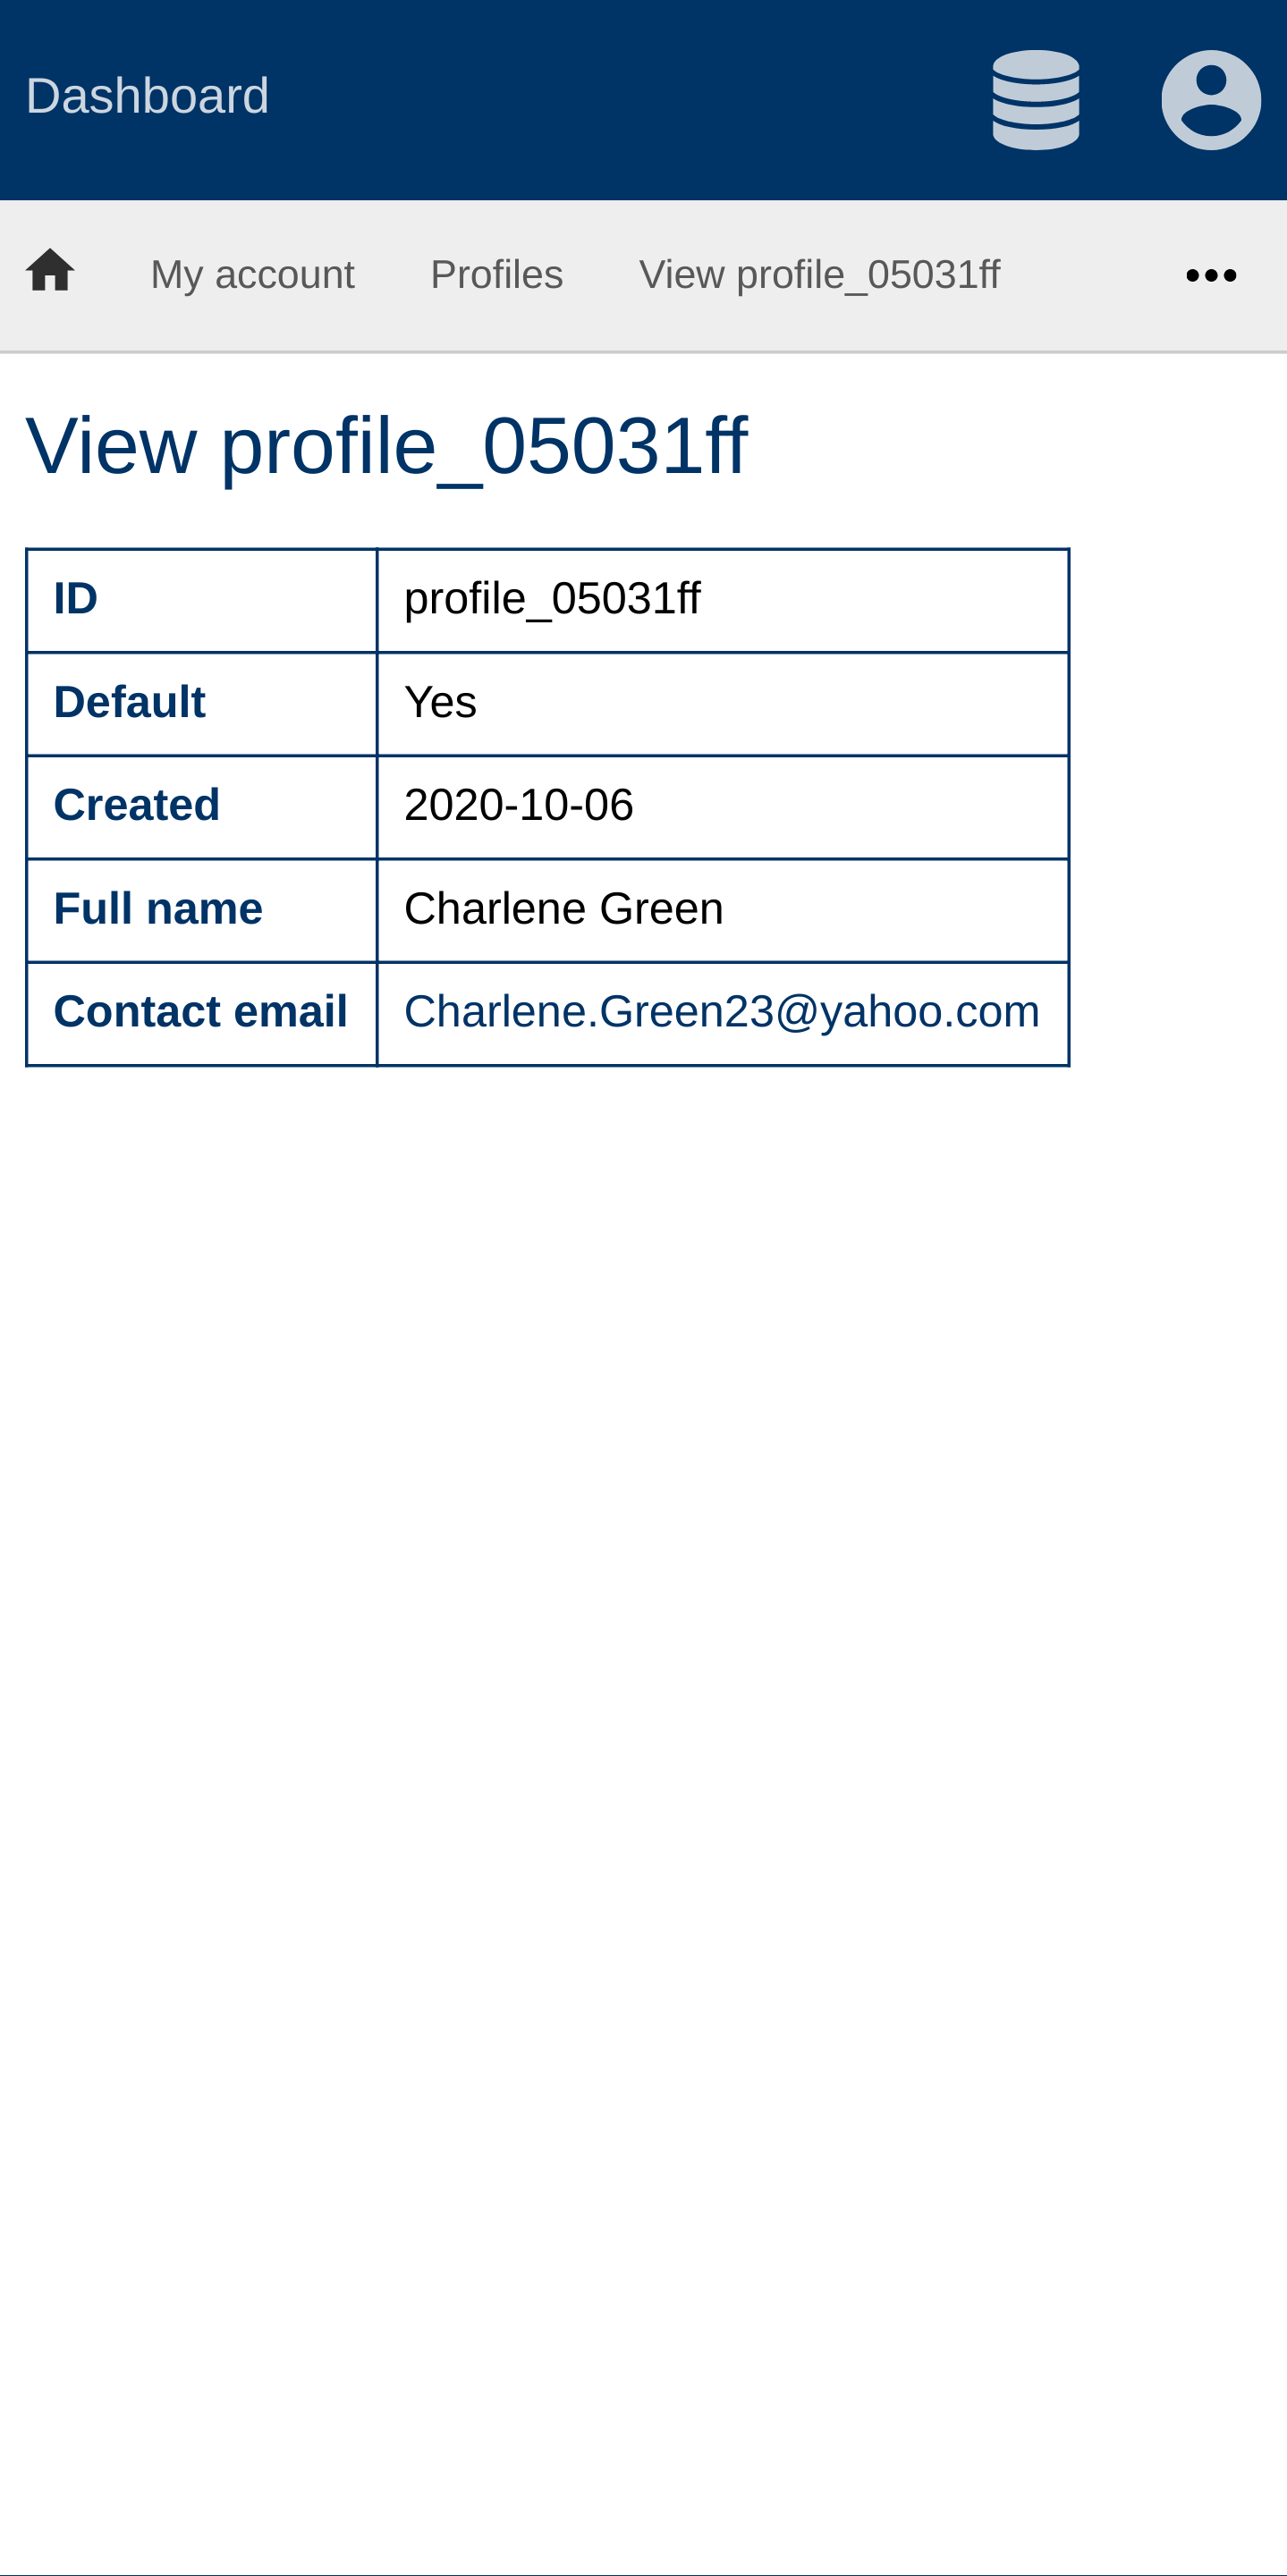 Dashboard
My account Profiles View profile_05031ff
View profile_05031ff
ID profile_05031ff
Default Yes
Created 2020-10-06
Full name Charlene Green
Contact email Charlene.Green23@yahoo.com